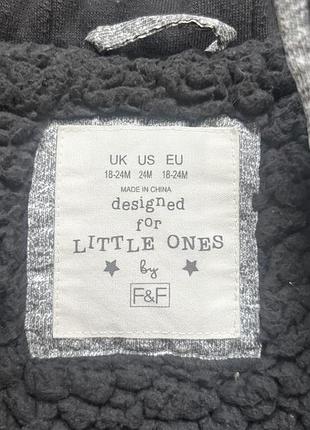 UK US EU
18-24M 24M 18-24M
MADE IN CHINA
designed
for
LITTLE ONES
by
F&F